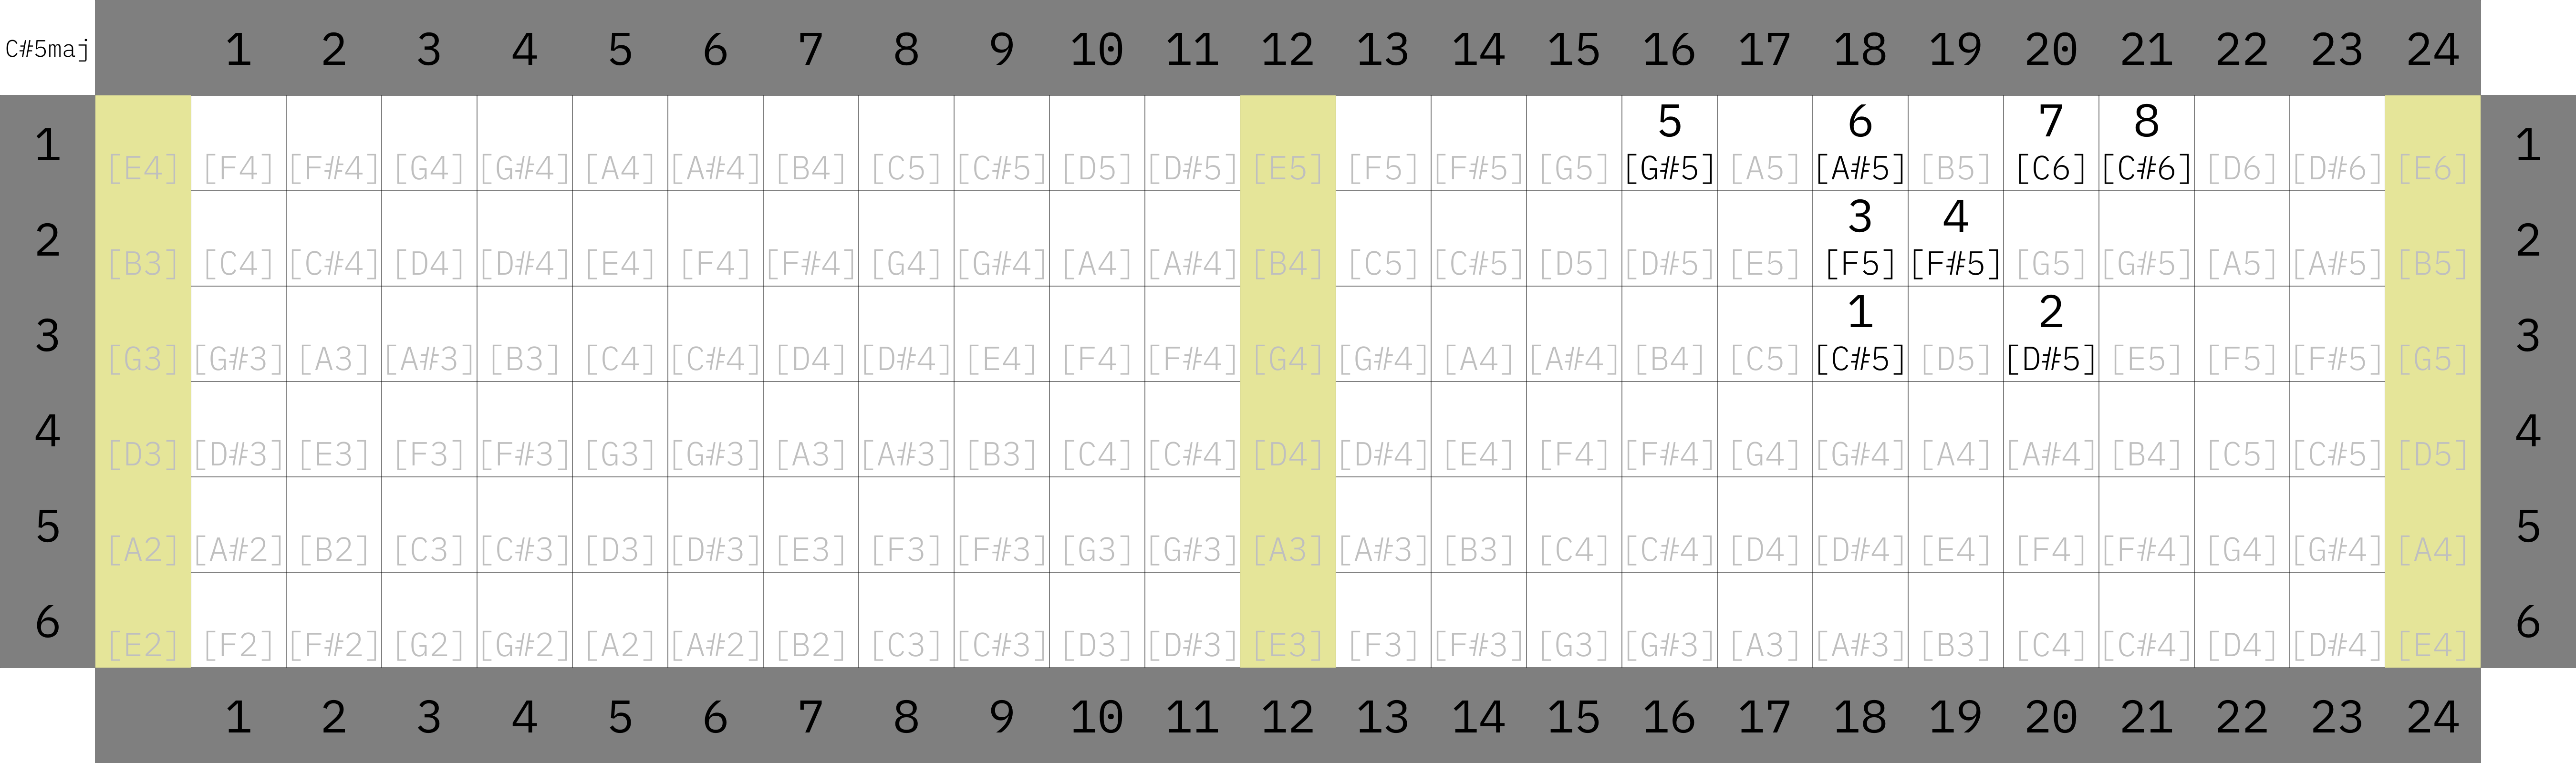 C#5maj 1 2 3 4 5 6 7 8 9 10 11 12 13 14 15 16 17 18 19 20 21 22 23 24
5 6 7 8
1 [E4] [F4] [F#4] [G4] [G#4] [A4] [A#4] [B4] [C5] [C#5] [D5] [D#5] [E5] [F5] [F#5] [G5] [G#5] [A5] [A#5] [B5] [C6] [C#6] [D6] [D#6] [E6] 1
3 4
2 [B3] [C4] [C#4] [D4] [D#4] [E4] [F4] [F#4] [G4] [G#4] [A4] [A#4] [B4] [C5] [C#5] [D5] [D#5] [E5] [F5] [F#5] [G5] [G#5] [A5] [A#5] [B5] 2
1 2
3 [G3] [G#3] [A3] [A#3] [B3] [C4] [C#4] [D4] [D#4] [E4] [F4] [F#4] [G4] [G#4] [A4] [A#4] [B4] [C5] [C#5] [D5] [D#5] [E5] [F5] [F#5] [G5] 3
4 [D3] [D#3] [E3] [F3] [F#3] [G3] [G#3] [A3] [A#3] [B3] [C4] [C#4] [D4] [D#4] [E4] [F4] [F#4] [G4] [G#4] [A4] [A#4] [B4] [C5] [C#5] [D5] 4
5 [A2] [A#2] [B2] [C3] [C#3] [D3] [D#3] [E3] [F3] [F#3] [G3] [G#3] [A3] [A#3] [B3] [C4] [C#4] [D4] [D#4] [E4] [F4] [F#4] [G4] [G#4] [A4] 5
6 [E2] [F2] [F#2] [G2] [G#2] [A2] [A#2] [B2] [C3] [C#3] [D3] [D#3] [E3] [F3] [F#3] [G3] [G#3] [A3] [A#3] [B3] [C4] [C#4] [D4] [D#4] [E4] 6
1 2 3 4 5 6 7 8 9 10 11 12 13 14 15 16 17 18 19 20 21 22 23 24